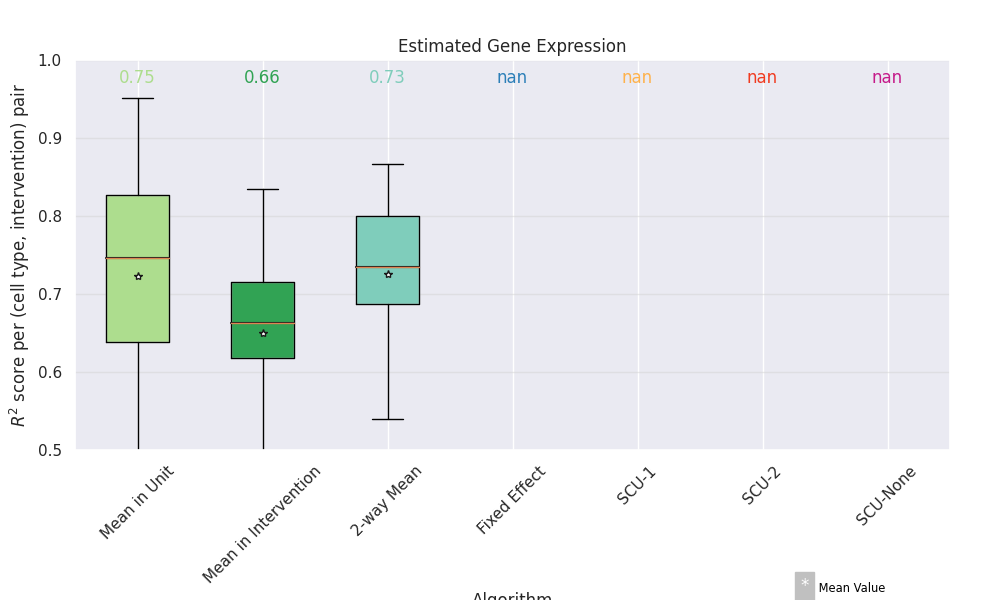 Estimated Gene Expression
1.0
0.9
0.8
0.7
0.6
0.5
R² score per (cell type, intervention) pair
0.75 0.66 0.73 nan nan nan nan
Mean in Unit
Mean in Intervention
2-way Mean
Fixed Effect
SCU-1
SCU-2
SCU-None
Algorithm
* Mean Value